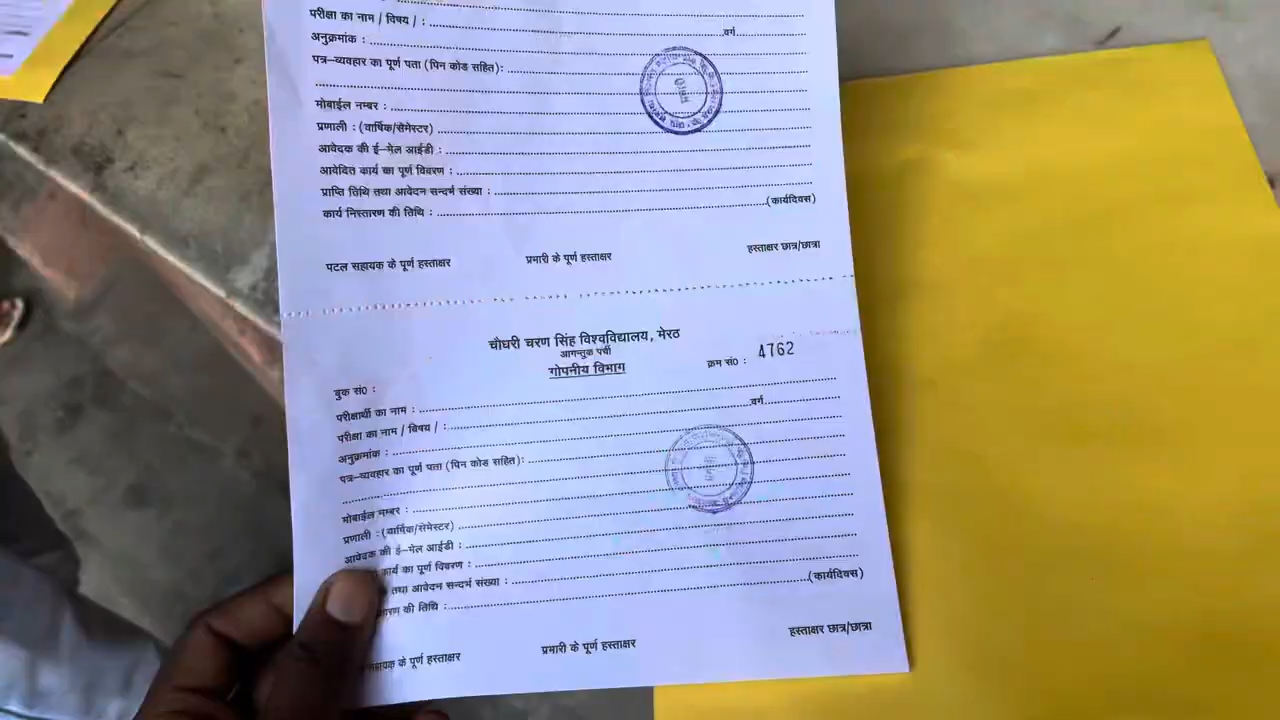 परीक्षा का नाम / विषय / : वर्ग
अनुक्रमांक :
पत्र–व्यवहार का पूर्ण पता (पिन कोड सहित):
मोबाईल नम्बर :
प्रणाली : (वार्षिक/सेमेस्टर)
आवेदक की ई–मेल आईडी :
आवेदित कार्य का पूर्ण विवरण :
प्राप्ति तिथि तथा आवेदन सन्दर्भ संख्या :
कार्य निस्तारण की तिथि : (कार्यदिवस)
पटल सहायक के पूर्ण हस्ताक्षर प्रभारी के पूर्ण हस्ताक्षर हस्ताक्षर छात्र/छात्रा
चौधरी चरण सिंह विश्वविद्यालय, मेरठ
आगन्तुक पर्ची
गोपनीय विभाग
क्रम सं0 : 4762
बुक सं0 :
परीक्षार्थी का नाम :
परीक्षा का नाम / विषय / : वर्ग
अनुक्रमांक :
पत्र–व्यवहार का पूर्ण पता (पिन कोड सहित):
मोबाईल नम्बर :
प्रणाली : (वार्षिक/सेमेस्टर)
आवेदक की ई–मेल आईडी :
कार्य का पूर्ण विवरण :
तथा आवेदन सन्दर्भ संख्या :
की तिथि : (कार्यदिवस)
सहायक के पूर्ण हस्ताक्षर प्रभारी के पूर्ण हस्ताक्षर हस्ताक्षर छात्र/छात्रा